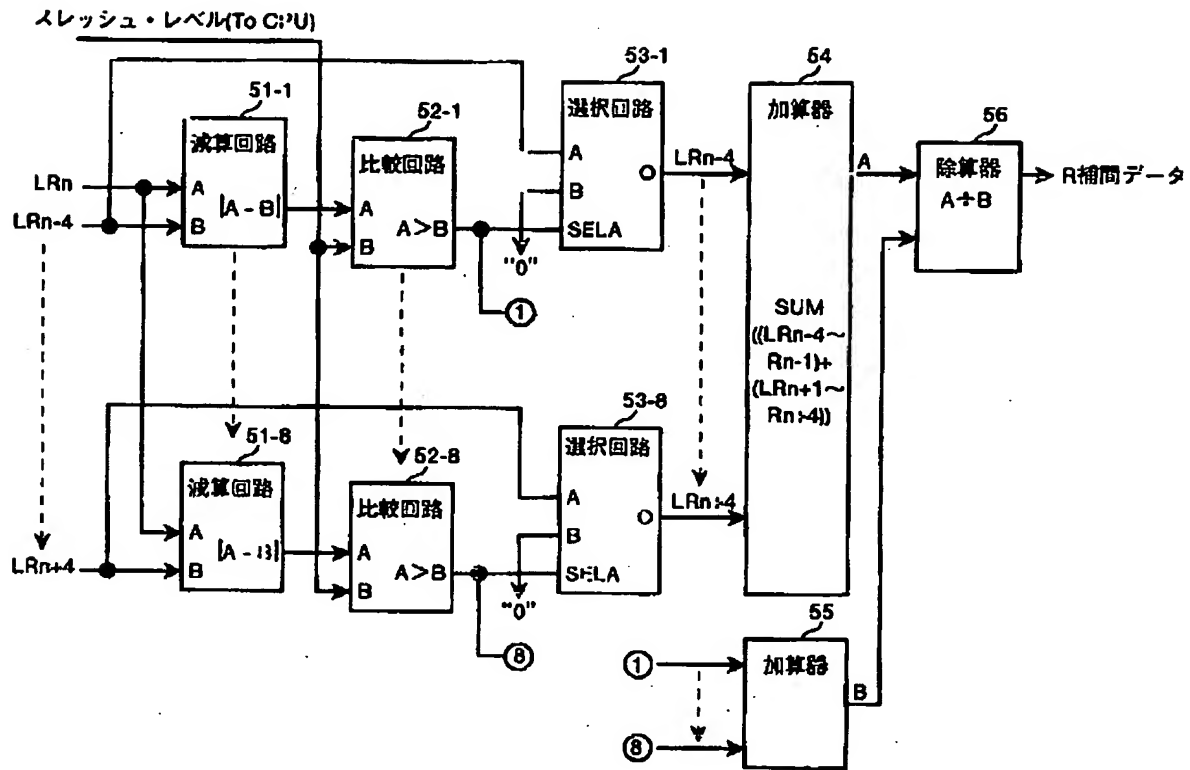 スレッシュ・レベル(To C:'U)
51-1
減算回路
A
B
|A - B|
52-1
比較回路
A
B
A>B
53-1
選択回路
A
B
O
SELA
"0"
①
LRn
LRn-4
LRn-4
54
加算器
SUM
((LRn-4～
Rn-1)+
(LRn+1～
Rn:-4))
A
56
除算器
A÷B
R補間データ
51-8
減算回路
A
B
|A - B|
52-8
比較回路
A
B
A>B
53-8
選択回路
A
B
O
SELA
"0"
⑧
LRn+4
LRn:-4
55
加算器
①
⑧
B